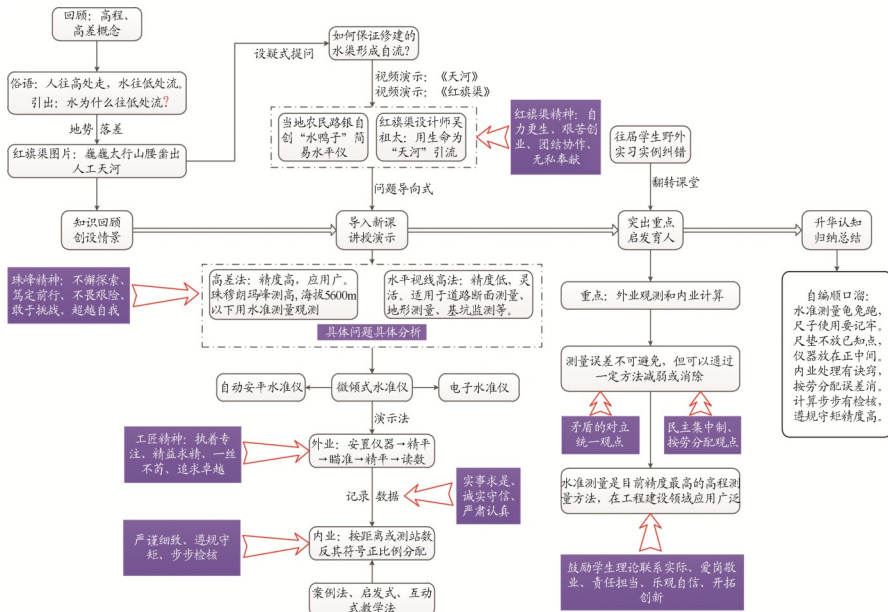 回顾：高程、
高差概念
俗语：人往高处走，水往低处流。
引出：水为什么往低处流?
地势 落差
红旗渠图片：巍巍太行山腰凿出
人工天河
知识回顾
创设情景
设疑式提问
如何保证修建的
水渠形成自流？
视频演示：《天河》
视频演示：《红旗渠》
当地农民路银自
创“水鸭子”简
易水平仪
红旗渠设计师吴
祖太：用生命为
“天河”引流
红旗渠精神：自
力更生、艰苦创
业、团结协作、
无私奉献
问题导向式
导入新课
讲授演示
珠峰精神：不懈探索、
笃定前行、不畏艰险、
敢于挑战、超越自我
高差法：精度高，应用广。
珠穆朗玛峰测高，海拔5600m
以下用水准测量观测
水平视线高法：精度低、灵
活。适用于道路断面测量、
地形测量、基坑监测等。
具体问题具体分析
自动安平水准仪
微倾式水准仪
电子水准仪
演示法
工匠精神：执着专
注、精益求精、一丝
不苟、追求卓越
外业：安置仪器→精平
→瞄准→精平→读数
记录 数据
实事求是、
诚实守信、
严肃认真
严谨细致、遵规守
矩、步步检核
内业：按距离或测站数
反其符号正比例分配
案例法、启发式、互动
式教学法
往届学生野外
实习实例纠错
翻转课堂
突出重点
启发育人
重点：外业观测和内业计算
测量误差不可避免，但可以通过
一定方法减弱或消除
矛盾的对立
统一观点
民主集中制、
按劳分配观点
水准测量是目前精度最高的高程测
量方法，在工程建设领域应用广泛
鼓励学生理论联系实际、爱岗敬
业、责任担当、乐观自信、开拓
创新
升华认知
归纳总结
自编顺口溜：
水准测量龟兔跑，
尺子使用要记牢。
尺垫不放已知点，
仪器放在正中间。
内业处理有诀窍，
按劳分配误差消。
计算步步有检核，
遵规守矩精度高。